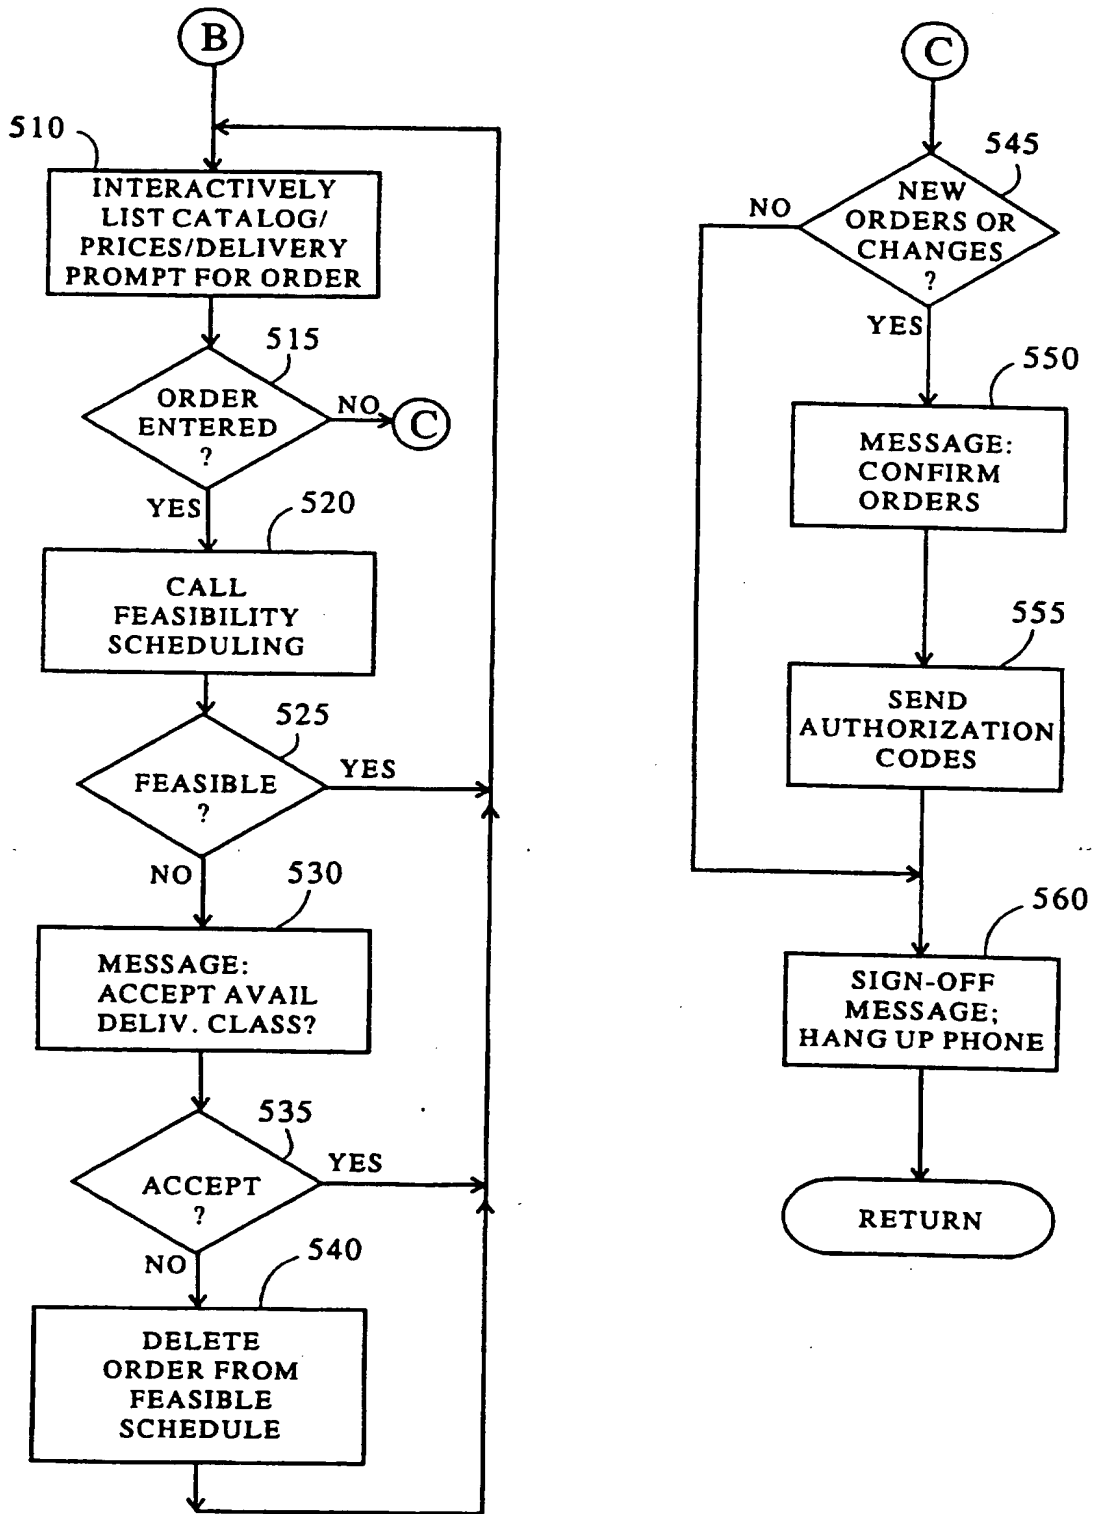 B
510
INTERACTIVELY
LIST CATALOG/
PRICES/DELIVERY
PROMPT FOR ORDER
515
ORDER
ENTERED
?
NO
C
YES
520
CALL
FEASIBILITY
SCHEDULING
525
FEASIBLE
?
YES
NO
530
MESSAGE:
ACCEPT AVAIL
DELIV. CLASS?
535
ACCEPT
?
YES
NO
540
DELETE
ORDER FROM
FEASIBLE
SCHEDULE
C
545
NEW
ORDERS OR
CHANGES
?
NO
YES
550
MESSAGE:
CONFIRM
ORDERS
555
SEND
AUTHORIZATION
CODES
560
SIGN-OFF
MESSAGE;
HANG UP PHONE
RETURN